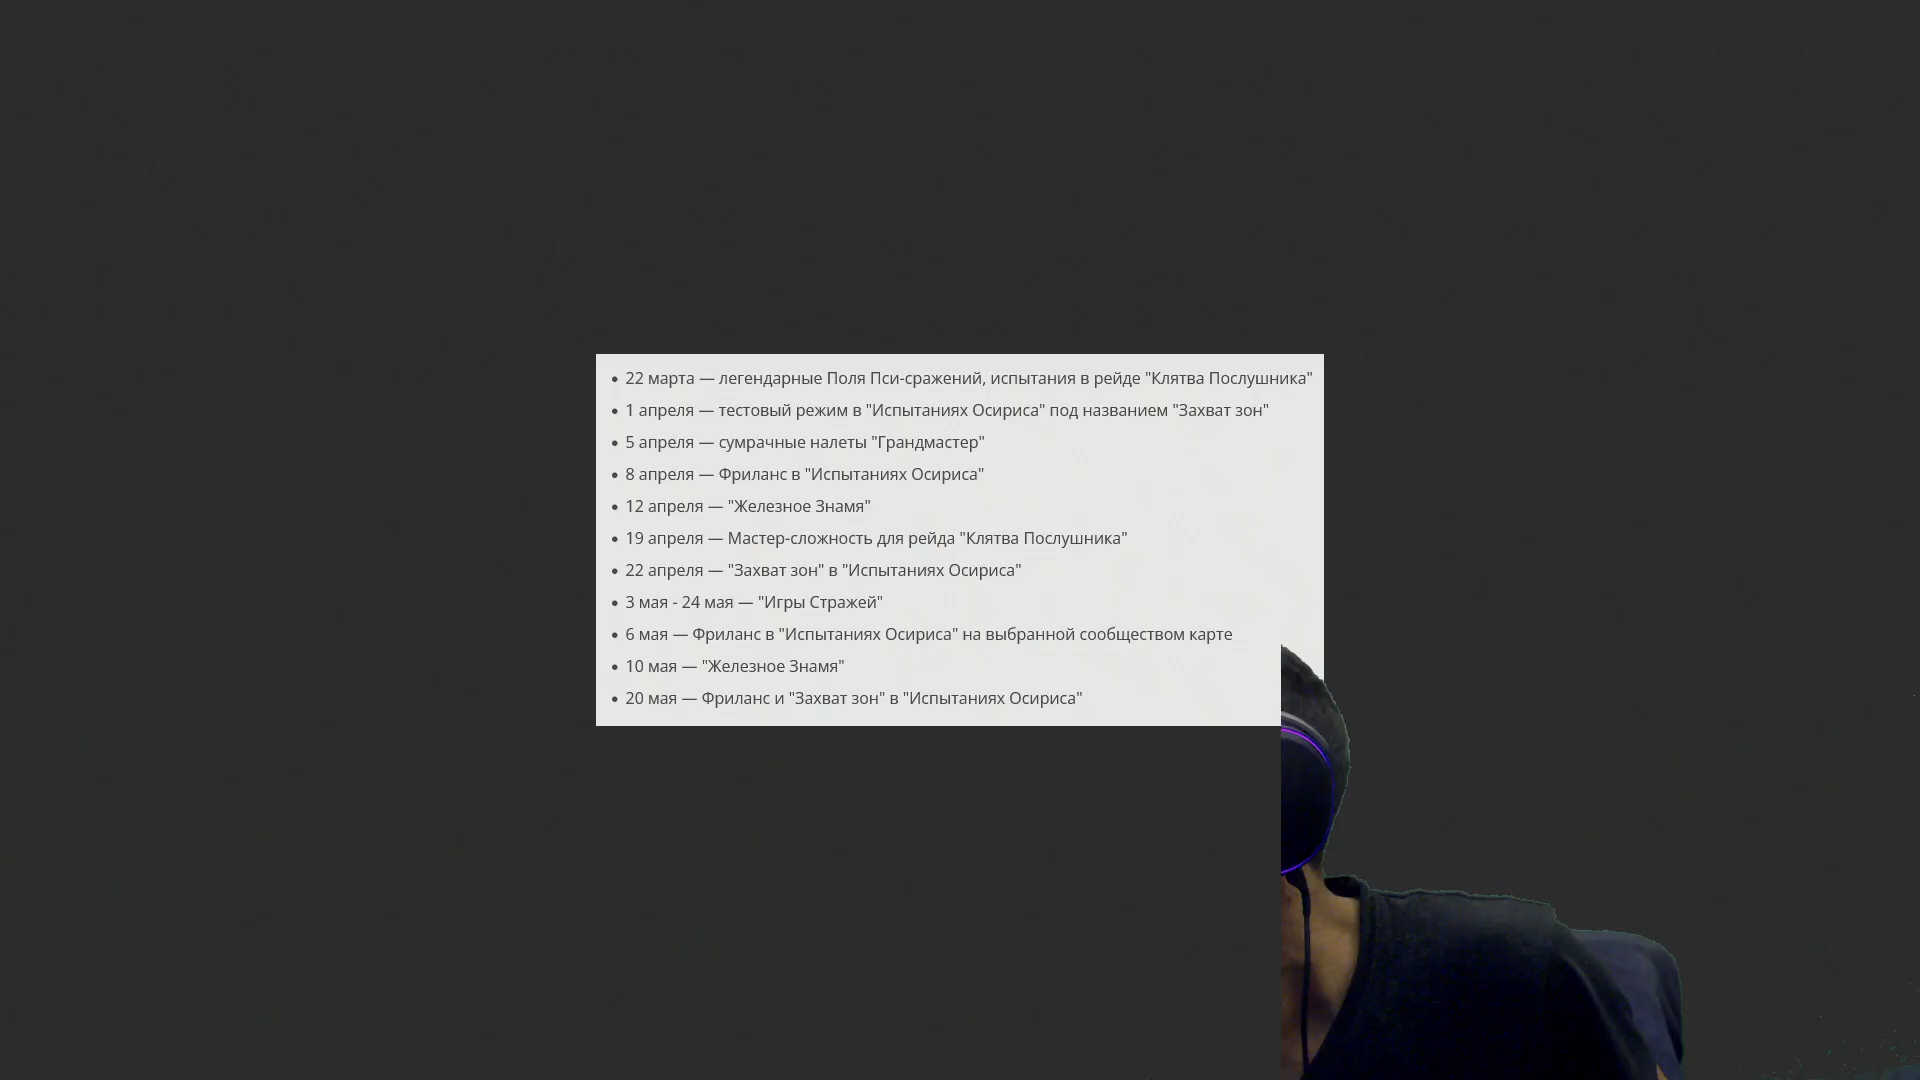 • 22 марта — легендарные Поля Пси-сражений, испытания в рейде "Клятва Послушника"
• 1 апреля — тестовый режим в "Испытаниях Осириса" под названием "Захват зон"
• 5 апреля — сумрачные налеты "Грандмастер"
• 8 апреля — Фриланс в "Испытаниях Осириса"
• 12 апреля — "Железное Знамя"
• 19 апреля — Мастер-сложность для рейда "Клятва Послушника"
• 22 апреля — "Захват зон" в "Испытаниях Осириса"
• 3 мая - 24 мая — "Игры Стражей"
• 6 мая — Фриланс в "Испытаниях Осириса" на выбранной сообществом карте
• 10 мая — "Железное Знамя"
• 20 мая — Фриланс и "Захват зон" в "Испытаниях Осириса"